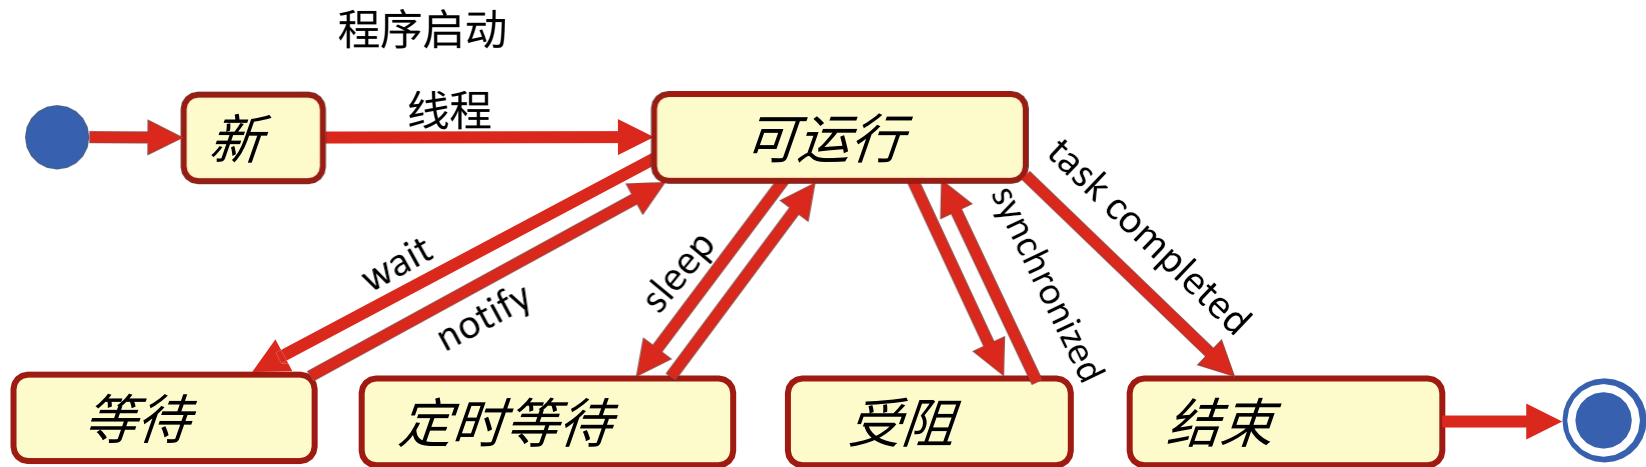 程序启动
线程
新
可运行
task completed
synchronized
wait
sleep
notify
等待
定时等待
受阻
结束